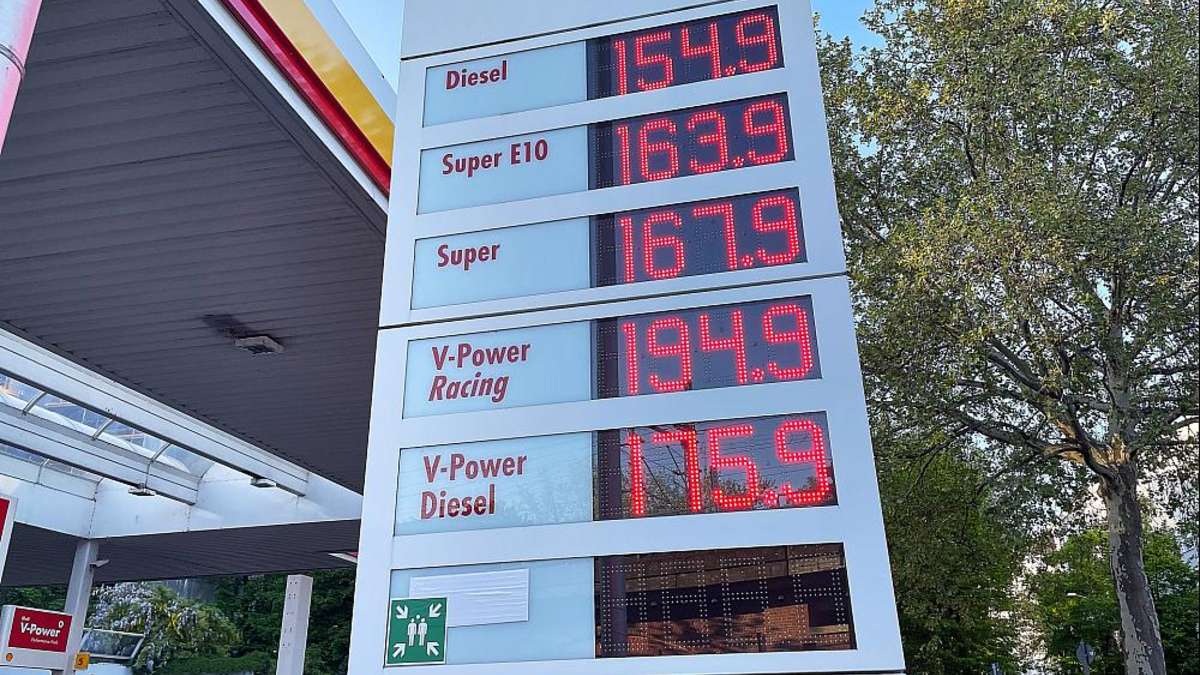 Diesel 154.9
Super E10 163.9
Super 167.9
V-Power 194.9
Racing
V-Power 175.9
Diesel
V-Power
5